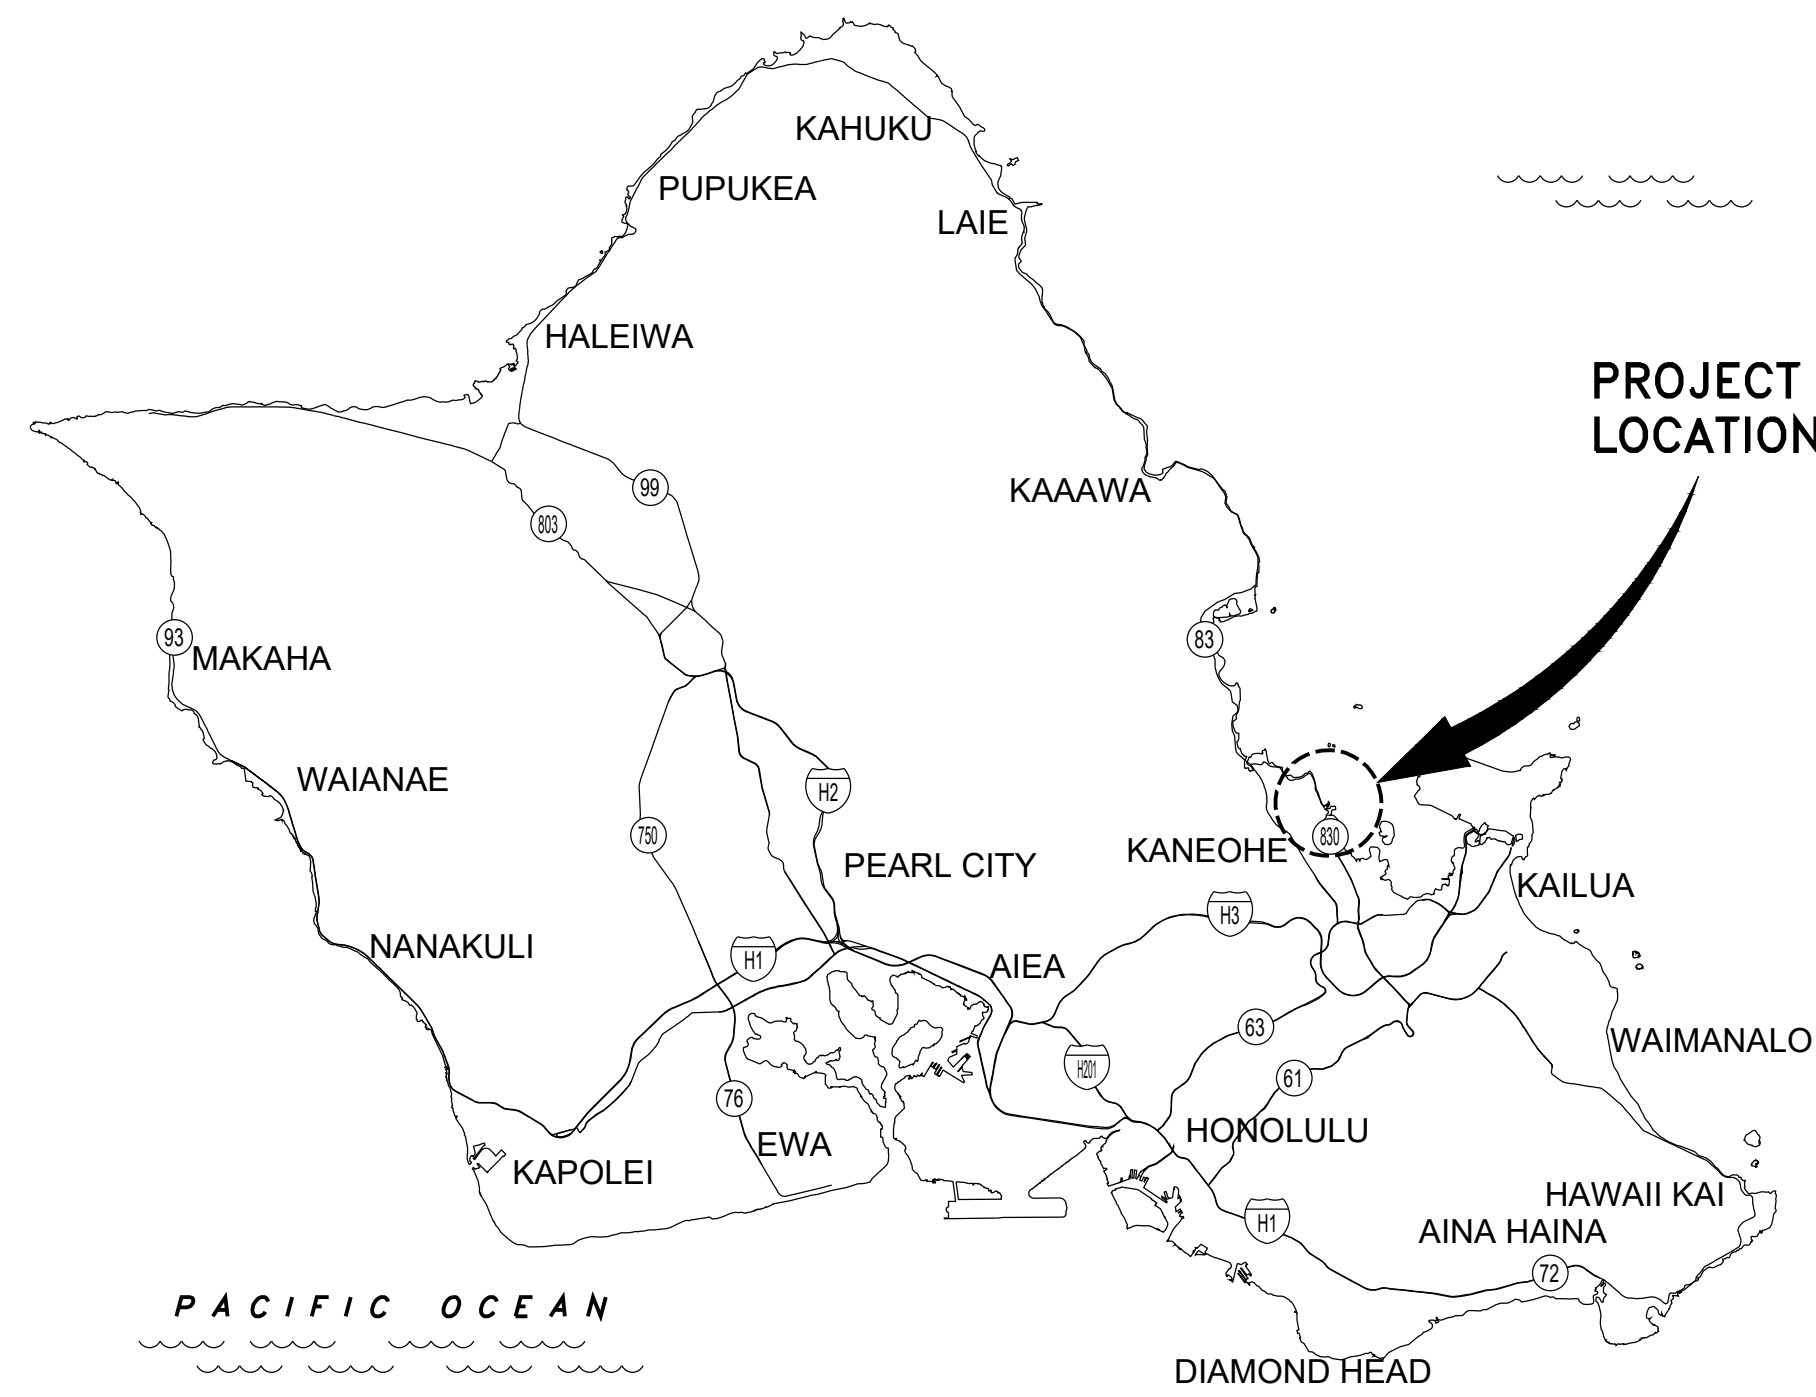 KAHUKU
PUPUKEA
LAIE
HALEIWA
PROJECT
LOCATION
99
KAAAWA
803
93
MAKAHA
83
WAIANAE
H2
750
830
KANEOHE
PEARL CITY
KAILUA
H3
NANAKULI
H1
AIEA
63
WAIMANALO
H201
61
76
HONOLULU
EWA
KAPOLEI
HAWAII KAI
H1
AINA HAINA
72
PACIFIC OCEAN
DIAMOND HEAD